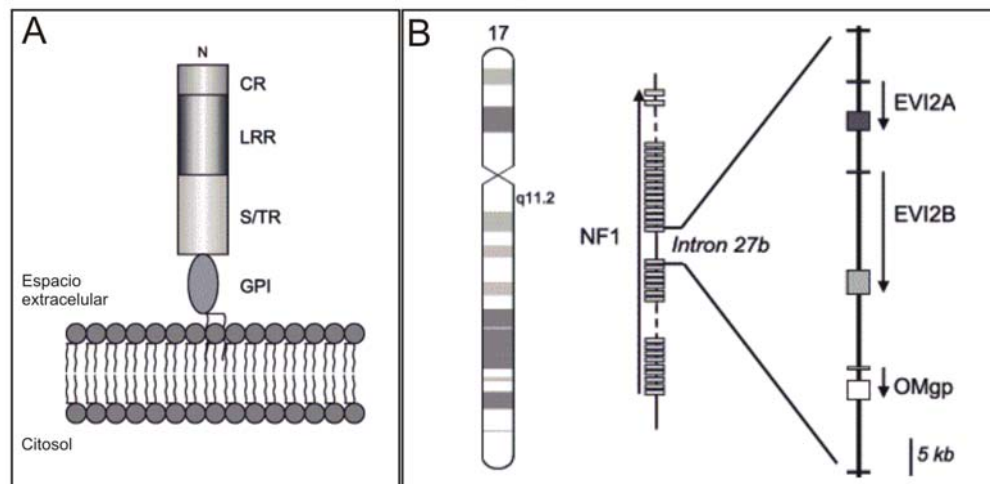 A
N
CR
LRR
S/TR
GPI
Espacio
extracelular
Citosol
B
17
q11.2
NF1
Intron 27b
EVI2A
EVI2B
OMgp
5 kb